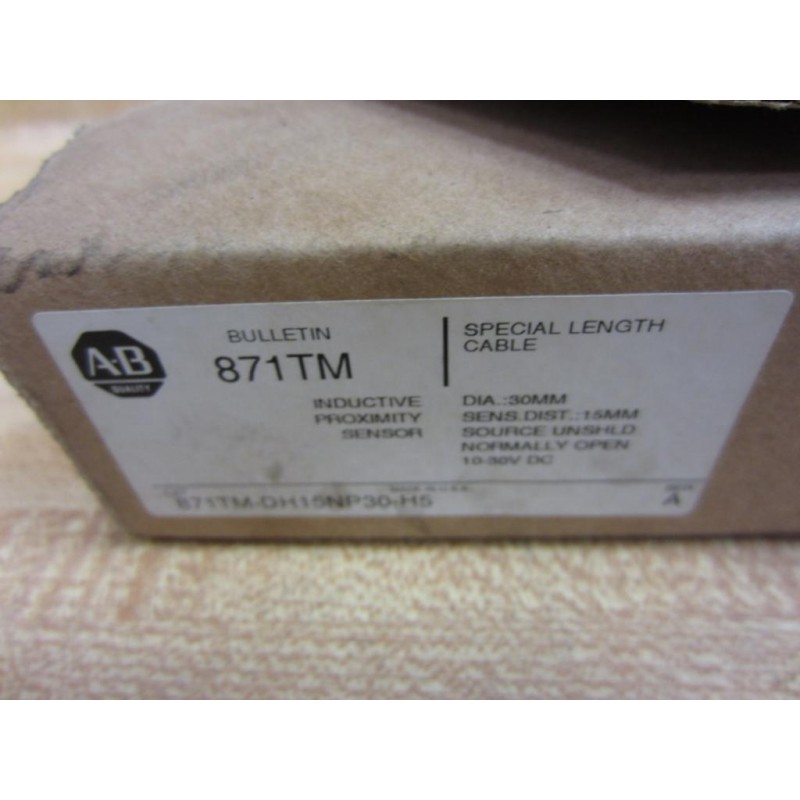 A-B
QUALITY
BULLETIN
871TM
INDUCTIVE
PROXIMITY
SENSOR
SPECIAL LENGTH
CABLE
DIA.:30MM
SENS.DIST.:15MM
SOURCE UNSHLD
NORMALLY OPEN
10-30V DC
871TM-DH15NP30-H5
A